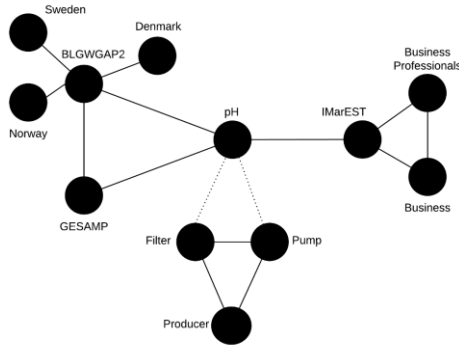 Sweden
Denmark
BLGWGAP2
Business
Professionals
Norway
pH
IMarEST
GESAMP
Business
Filter
Pump
Producer